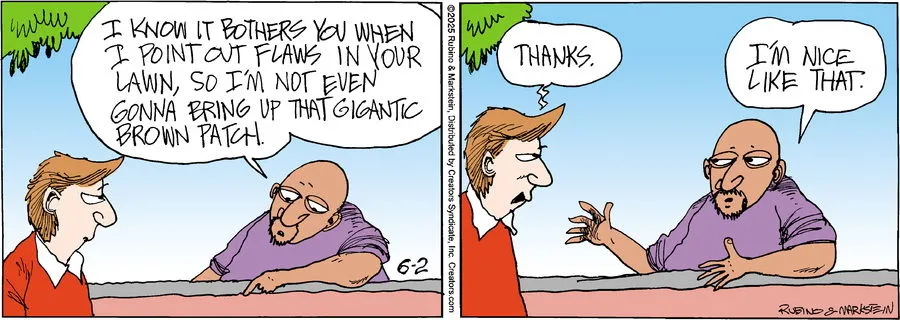 I KNOW IT BOTHERS YOU WHEN
I POINT OUT FLAWS IN YOUR
LAWN, SO I'M NOT EVEN
GONNA BRING UP THAT GIGANTIC
BROWN PATCH.
6-2
©2025 Rubino & Markstein, Distributed by Creators Syndicate, Inc. Creators.com
THANKS.
I'M NICE
LIKE THAT.
RUBINO & MARKSTEIN